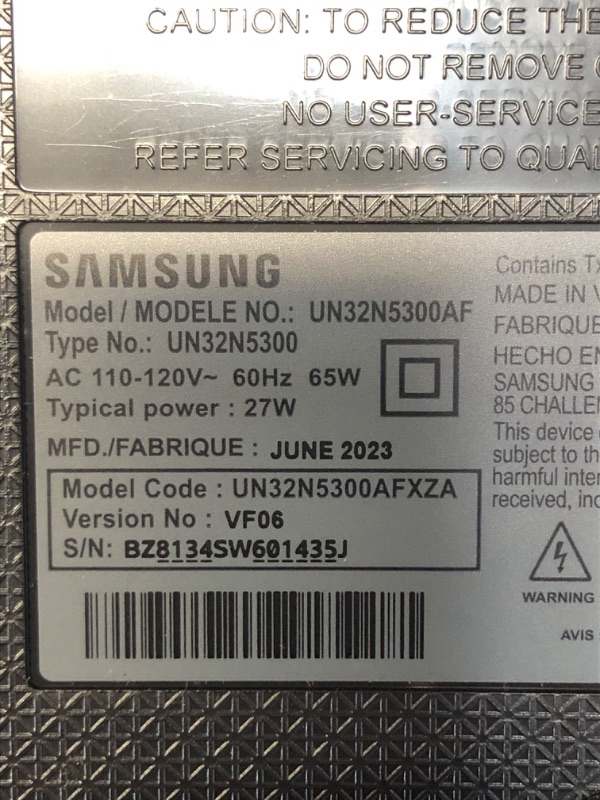 CAUTION: TO REDUCE THE
DO NOT REMOVE
NO USER-SERVICE
REFER SERVICING TO QUAL
SAMSUNG
Model / MODELE NO.: UN32N5300AF
Type No.: UN32N5300
AC 110-120V~ 60Hz 65W
Typical power : 27W
MFD./FABRIQUE : JUNE 2023
Model Code : UN32N5300AFXZA
Version No : VF06
S/N: BZ8134SW601435J
Contains Tx
MADE IN V
FABRIQUE
HECHO EN
SAMSUNG
85 CHALLEN
This device
subject to th
harmful inter
received, inc
WARNING
AVIS :